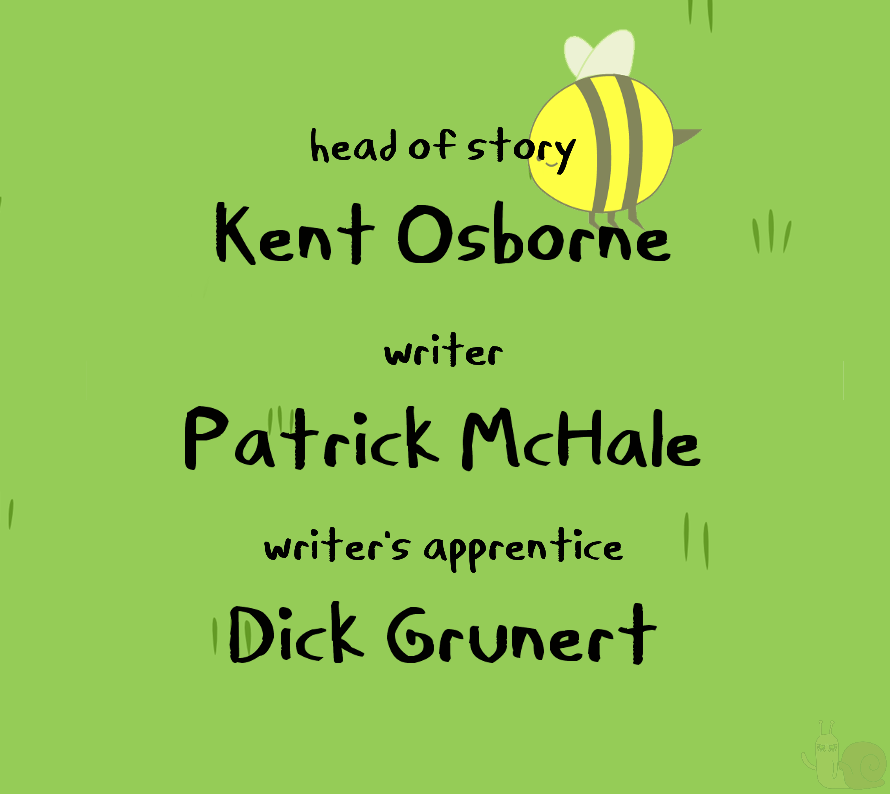 head of story
Kent Osborne
writer
Patrick McHale
writer's apprentice
Dick Grunert